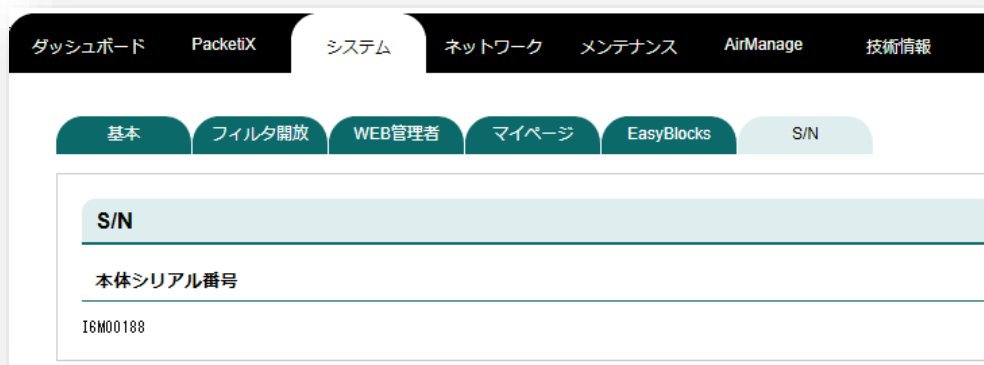 ダッシュボード PacketiX システム ネットワーク メンテナンス AirManage 技術情報
基本 フィルタ開放 WEB管理者 マイページ EasyBlocks S/N
S/N
本体シリアル番号
I6M00188